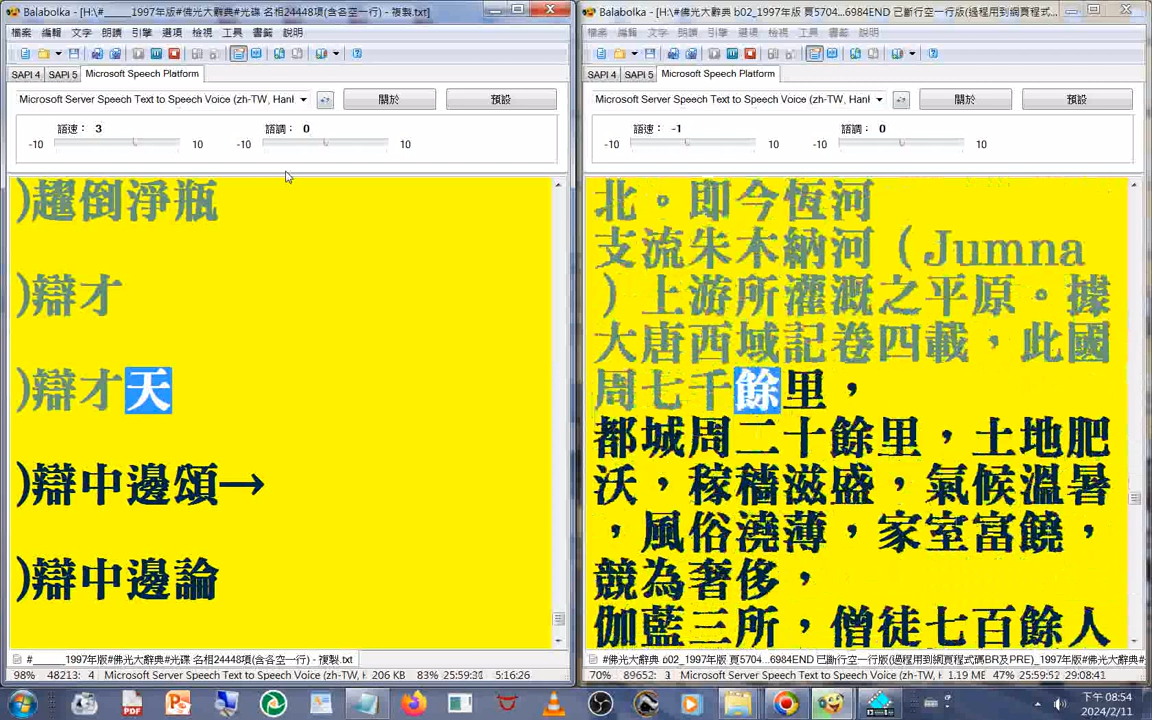 Balabolka - [H:\#_____1997年版#佛光大辭典#光碟 名相24448項(含各空一行) - 複製.txt]
檔案 編輯 文字 朗讀 引擎 選項 檢視 工具 書籤 說明
SAPI 4 SAPI 5 Microsoft Speech Platform
Microsoft Server Speech Text to Speech Voice (zh-TW, Han 關於 預設
語速： 3 語調： 0
-10 10 -10 10
)趯倒淨瓶
)辯才
)辯才天
)辯中邊頌→
)辯中邊論
#_____1997年版#佛光大辭典#光碟 名相24448項(含各空一行) - 複製.txt
98% 48213: 4 Microsoft Server Speech Text to Speech Voice (zh-TW, H 206 KB 83% 25:59:3 5:16:26
Balabolka - [H:\#佛光大辭典 b02_1997年版 頁5704...6984END 已斷行空一行版(過程用到網頁程式...
檔案 編輯 文字 朗讀 引擎 選項 檢視 工具 書籤 說明
SAPI 4 SAPI 5 Microsoft Speech Platform
Microsoft Server Speech Text to Speech Voice (zh-TW, Han 關於 預設
語速： -1 語調： 0
-10 10 -10 10
北。即今恆河
支流朱木納河（Jumna
）上游所灌溉之平原。據
大唐西域記卷四載，此國
周七千餘里，
都城周二十餘里，土地肥
沃，稼穡滋盛，氣候溫暑
，風俗澆薄，家室富饒，
競為奢侈，
伽藍三所，僧徒七百餘人
#佛光大辭典 b02_1997年版 頁5704...6984END 已斷行空一行版(過程用到網頁程式碼BR及PRE)_1997年版#佛光大辭典#
70% 89652: 3 Microsoft Server Speech Text to Speech Voice (zh-TW, H 1.19 ME 47% 25:59:52 29:08:41
下午 08:54
2024/2/11